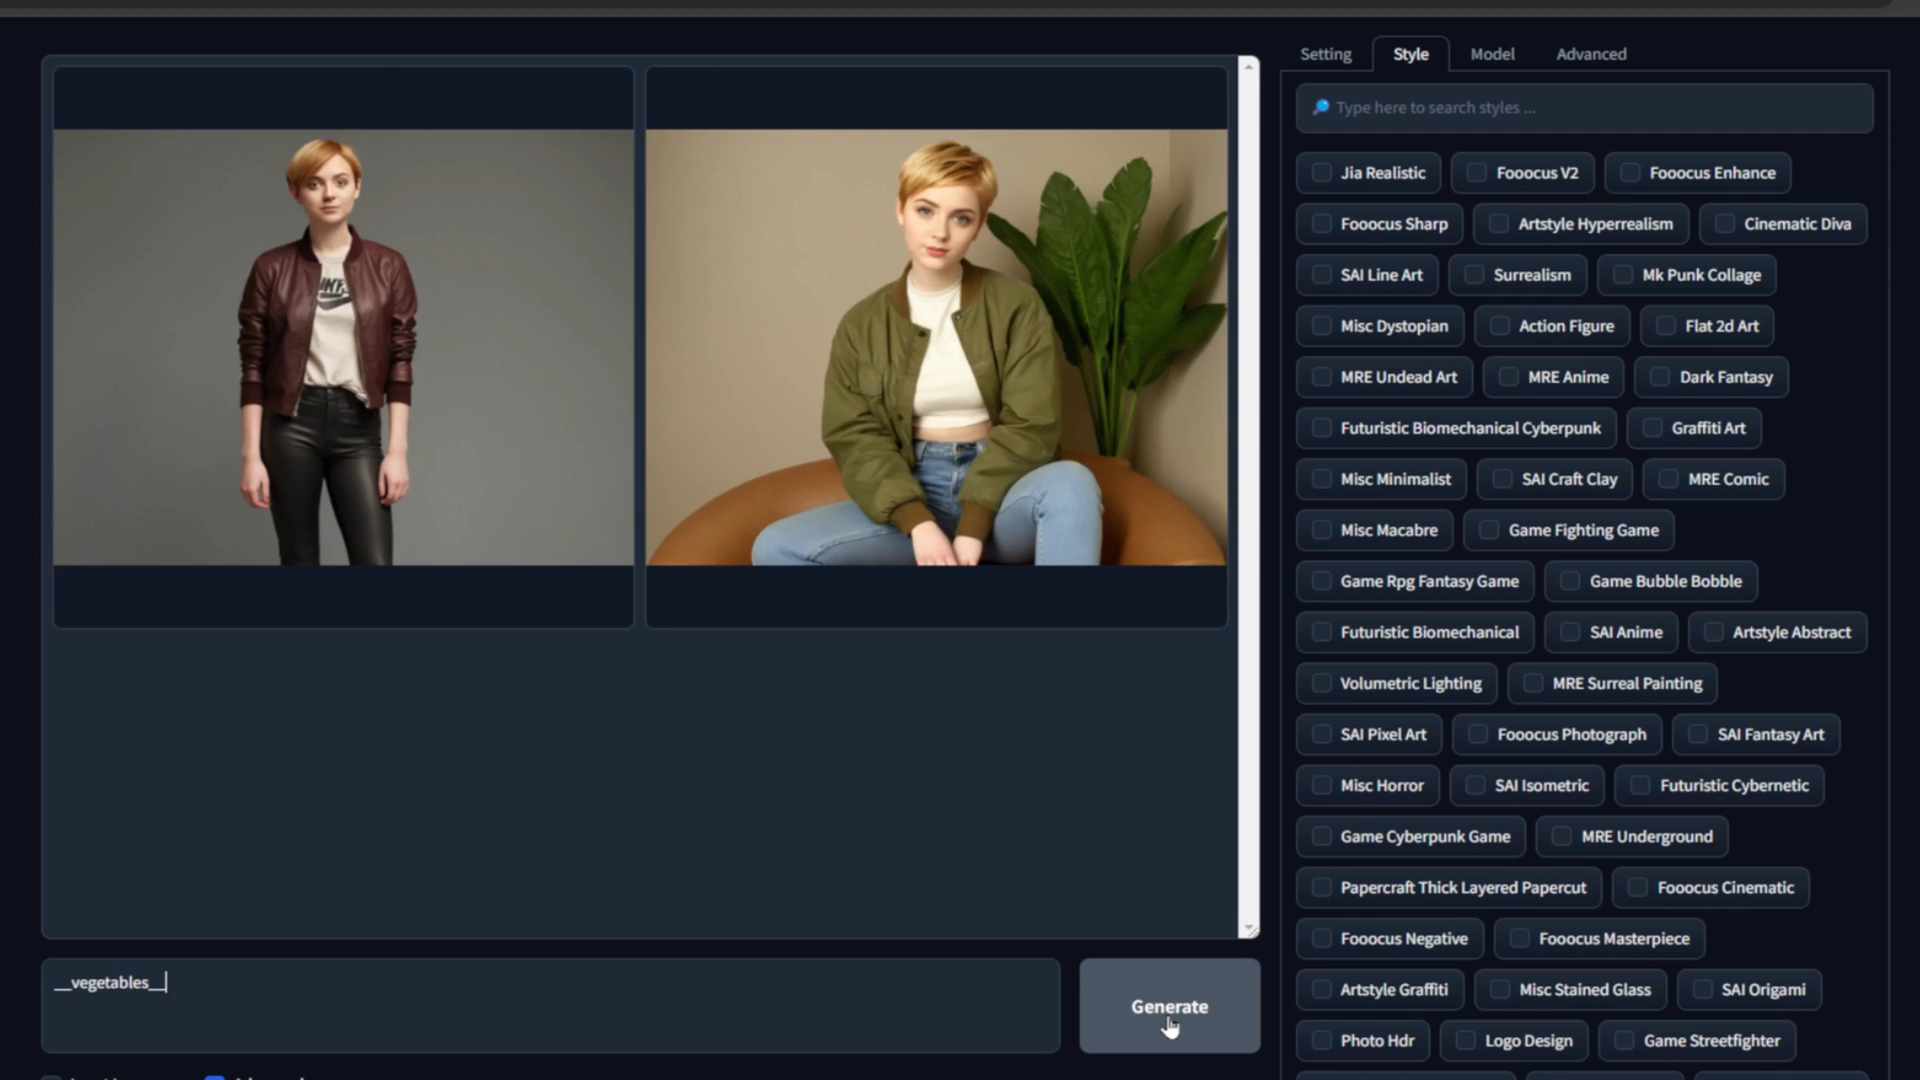 Setting Style Model Advanced
Type here to search styles ...
Jia Realistic Fooocus V2 Fooocus Enhance
Fooocus Sharp Artstyle Hyperrealism Cinematic Diva
SAI Line Art Surrealism Mk Punk Collage
Misc Dystopian Action Figure Flat 2d Art
MRE Undead Art MRE Anime Dark Fantasy
Futuristic Biomechanical Cyberpunk Graffiti Art
Misc Minimalist SAI Craft Clay MRE Comic
Misc Macabre Game Fighting Game
Game Rpg Fantasy Game Game Bubble Bobble
Futuristic Biomechanical SAI Anime Artstyle Abstract
Volumetric Lighting MRE Surreal Painting
SAI Pixel Art Fooocus Photograph SAI Fantasy Art
Misc Horror SAI Isometric Futuristic Cybernetic
Game Cyberpunk Game MRE Underground
Papercraft Thick Layered Papercut Fooocus Cinematic
Fooocus Negative Fooocus Masterpiece
Artstyle Graffiti Misc Stained Glass SAI Origami
Photo Hdr Logo Design Game Streetfighter
__vegetables__
Generate